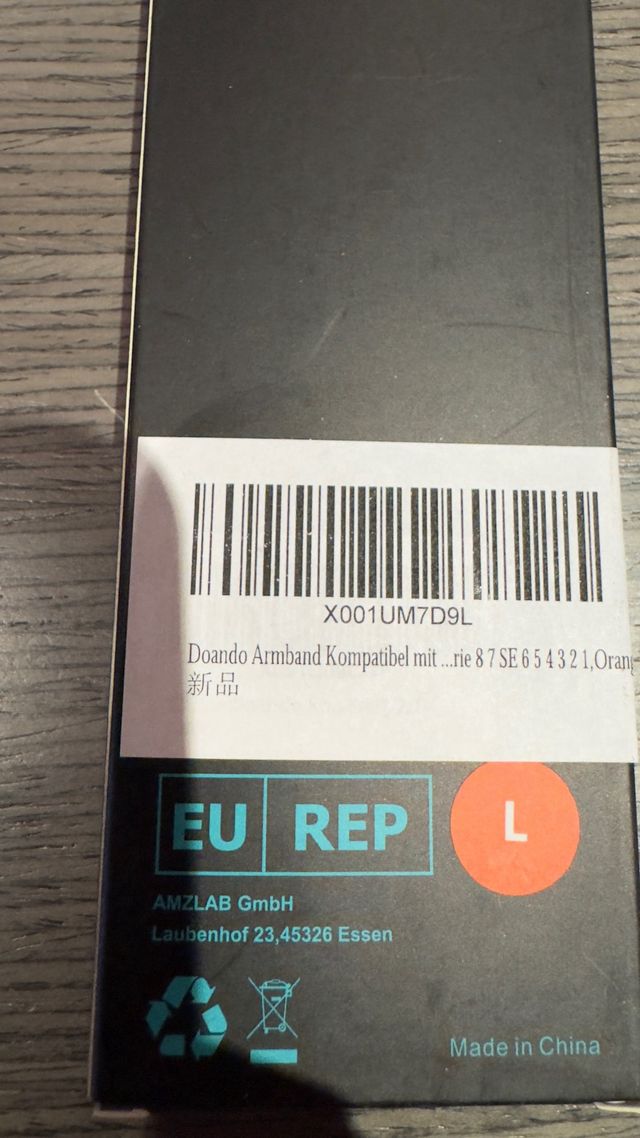 X001UM7D9L
Doando Armband Kompatibel mit ...rie 8 7 SE 6 5 4 3 2 1,Orang
新品
EU REP
L
AMZLAB GmbH
Laubenhof 23,45326 Essen
Made in China